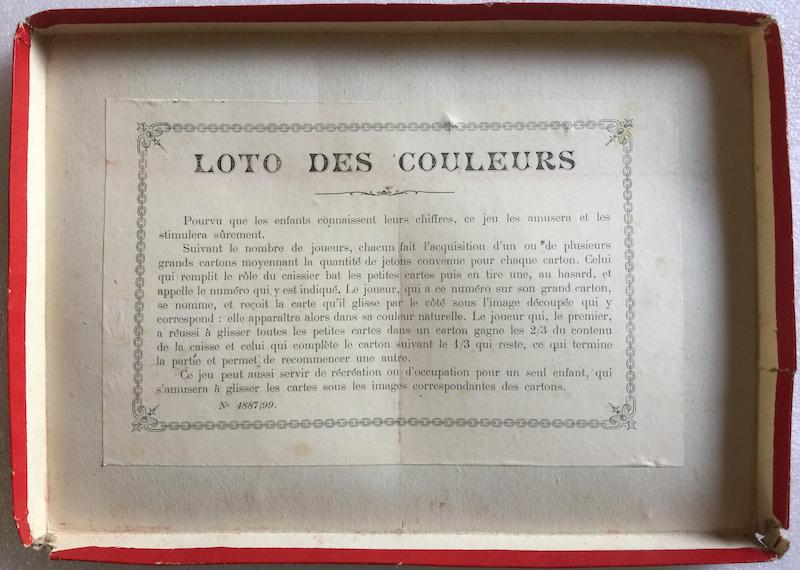 LOTO DES COULEURS
Pourvu que les enfants connaissent leurs chiffres, ce jeu les amusera et les
stimulera sûrement.
Suivant le nombre de joueurs, chacun fait l'acquisition d'un ou de plusieurs
grands cartons moyennant la quantité de jetons convenue pour chaque carton. Celui
qui remplit le rôle du caissier bat les petites cartes puis en tire une, au hasard, et
appelle le numéro qui y est indiqué. Le joueur, qui a ce numéro sur son grand carton,
se nomme, et reçoit la carte qu'il glisse par le côté sous l'image découpée qui y
correspond : elle apparaîtra alors dans sa couleur naturelle. Le joueur qui, le premier,
a réussi à glisser toutes les petites cartes dans un carton gagne les 2/3 du contenu
de la caisse et celui qui complète le carton suivant le 1/3 qui reste, ce qui termine
la partie et permet de recommencer une autre.
Ce jeu peut aussi servir de récréation ou d'occupation pour un seul enfant, qui
s'amusera à glisser les cartes sous les images correspondantes des cartons.
No 4887/99.